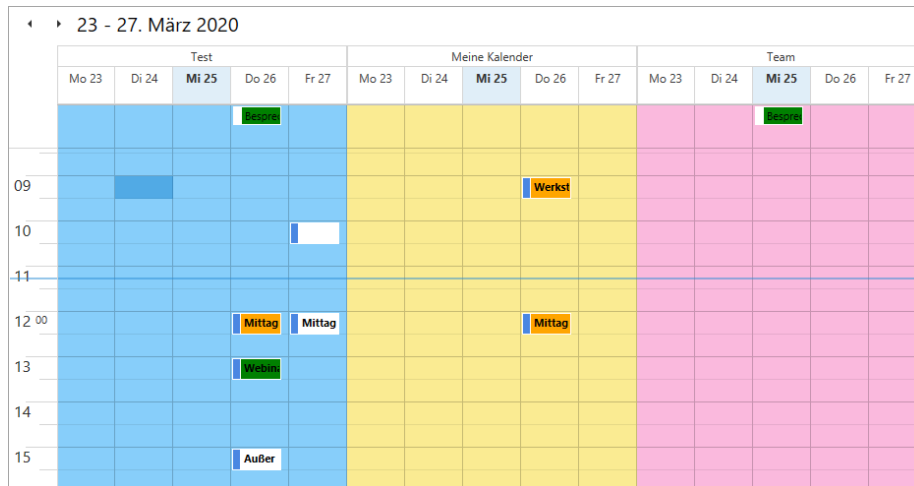 23 - 27. März 2020
Test Meine Kalender Team
Mo 23 Di 24 Mi 25 Do 26 Fr 27 Mo 23 Di 24 Mi 25 Do 26 Fr 27 Mo 23 Di 24 Mi 25 Do 26 Fr 27
Bespre Bespre
09 Werkst
10
11
12 00 Mittag Mittag Mittag
13 Webin
14
15 Außer